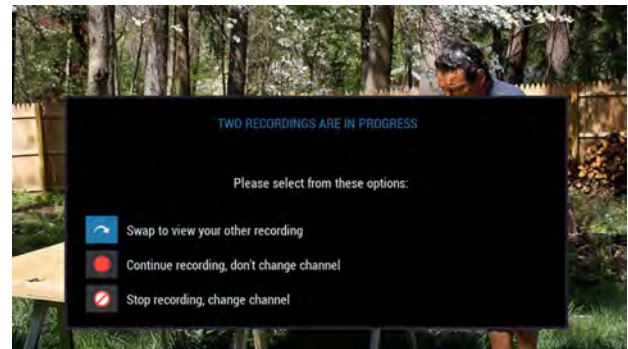 TWO RECORDINGS ARE IN PROGRESS
Please select from these options:
Swap to view your other recording
Continue recording, don't change channel
Stop recording, change channel